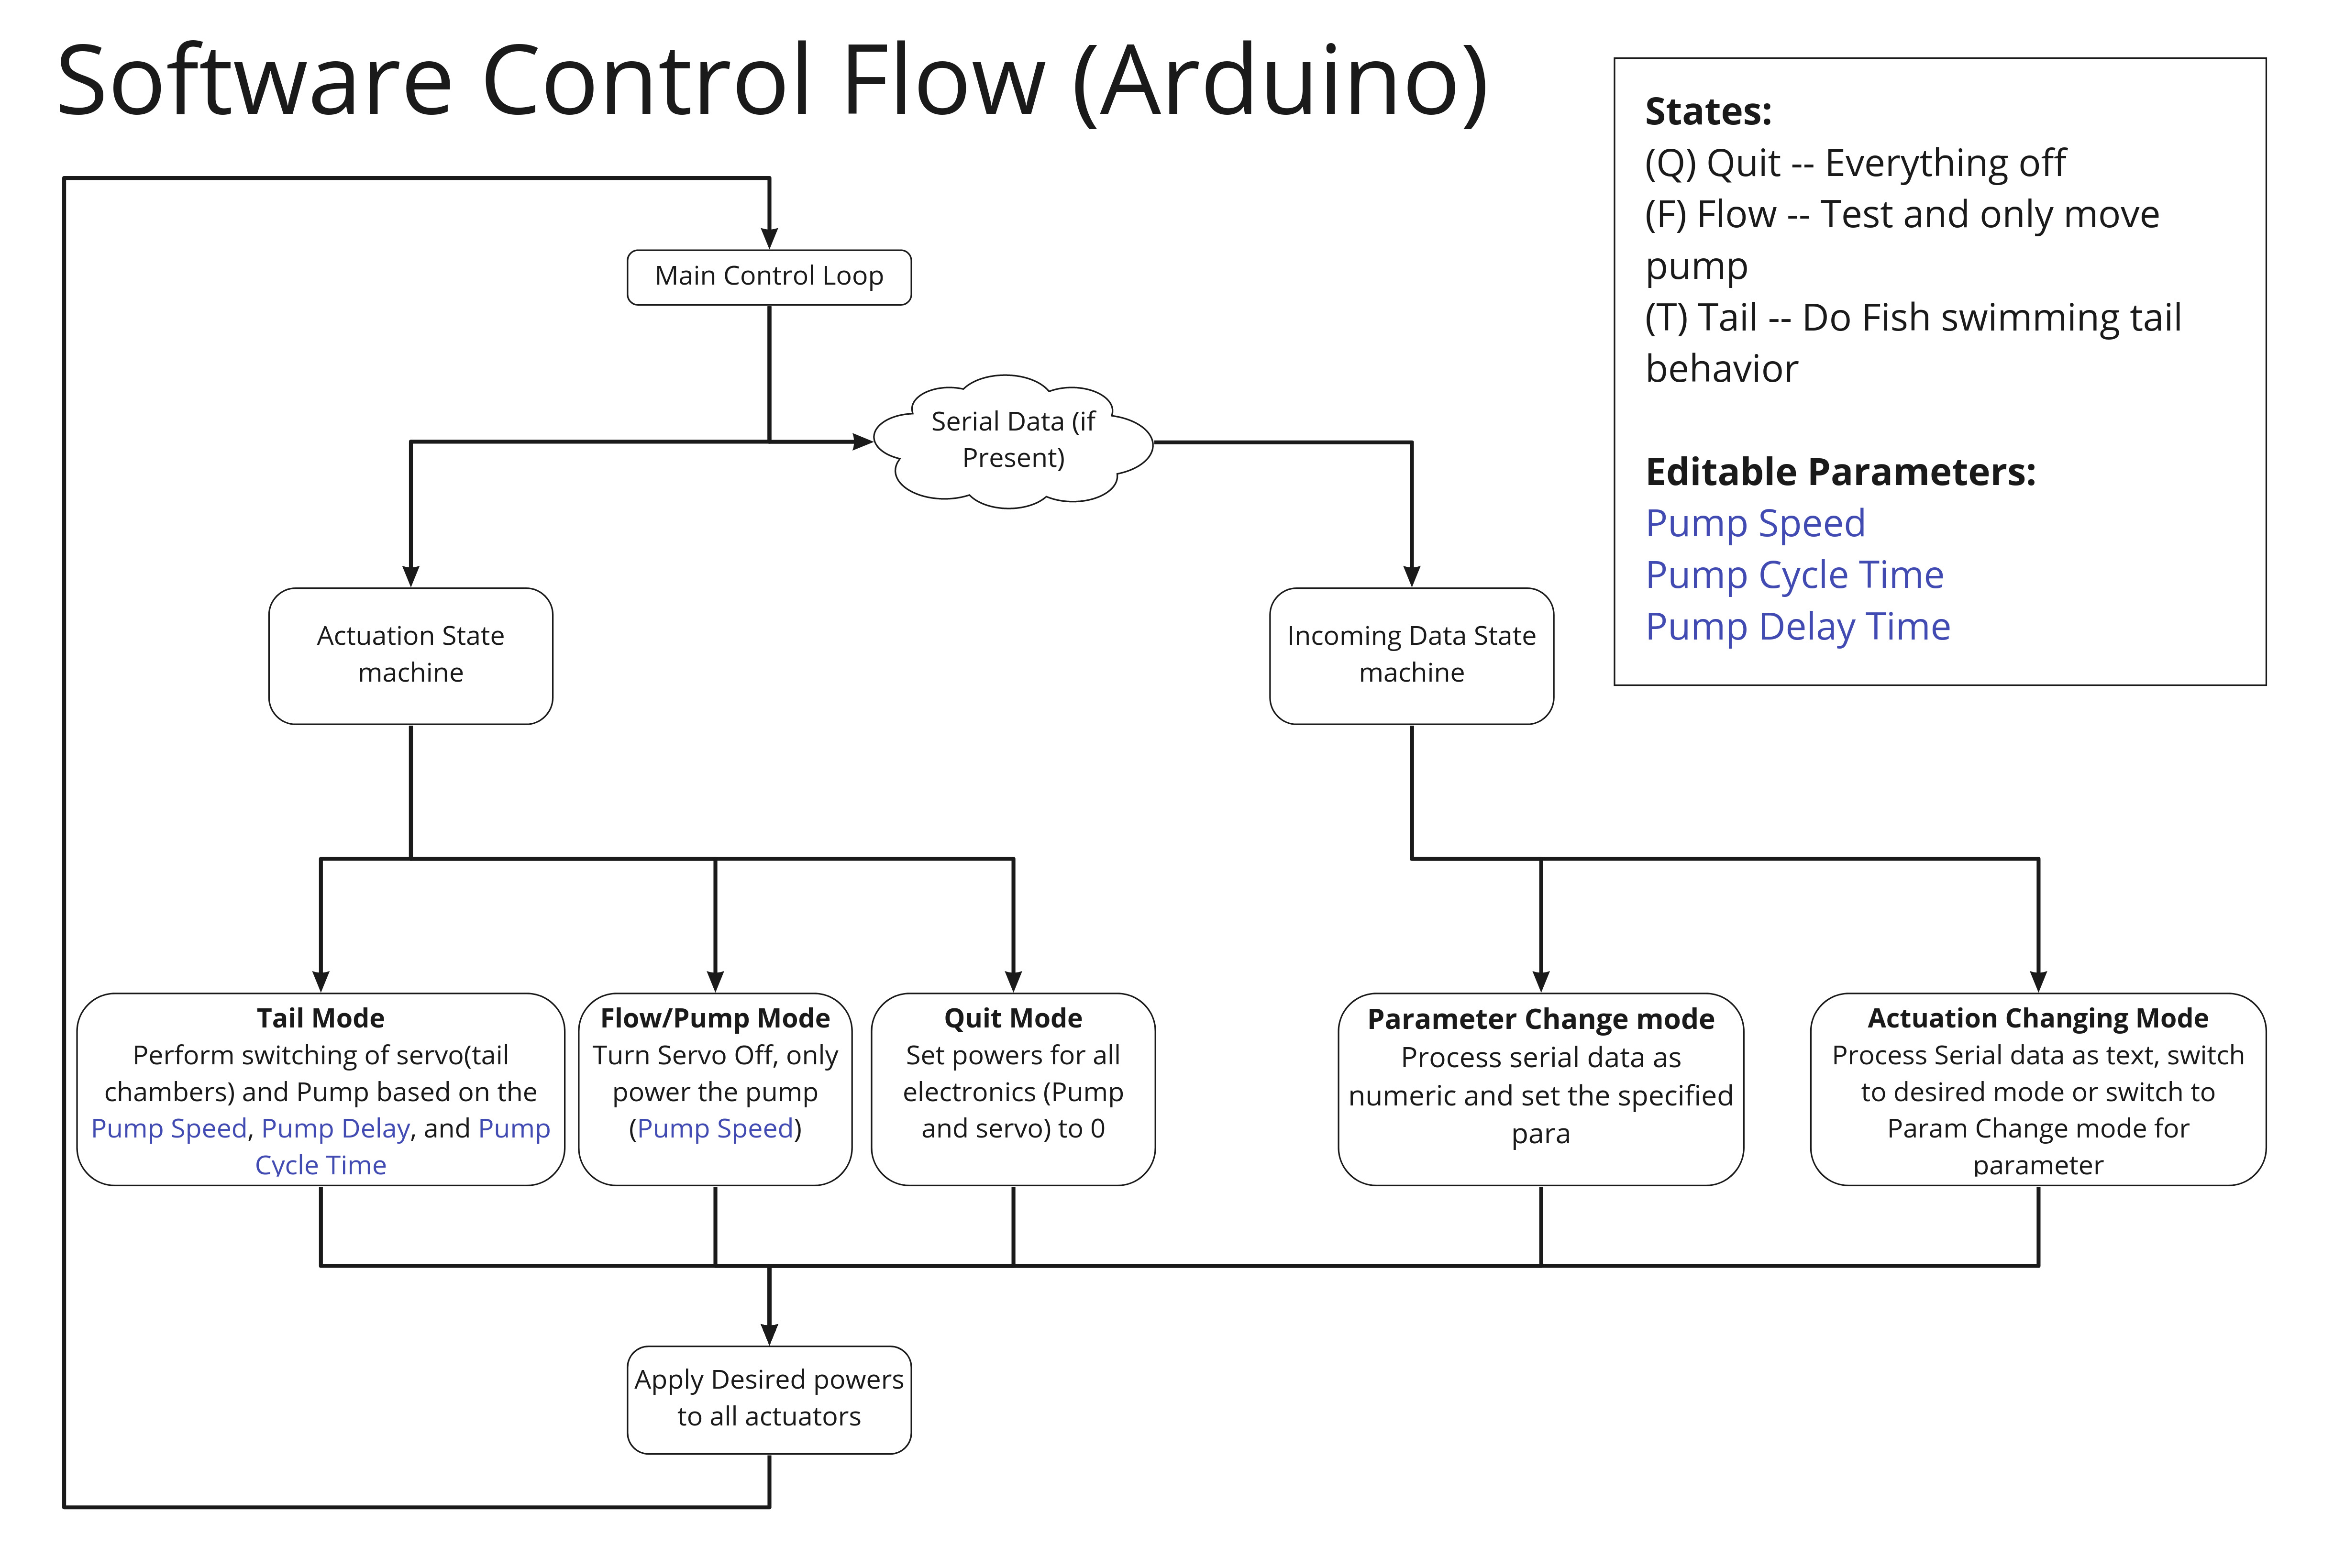 Software Control Flow (Arduino)
States:
(Q) Quit -- Everything off
(F) Flow -- Test and only move
pump
(T) Tail -- Do Fish swimming tail
behavior
Editable Parameters:
Pump Speed
Pump Cycle Time
Pump Delay Time
Main Control Loop
Serial Data (if
Present)
Actuation State
machine
Incoming Data State
machine
Tail Mode
Perform switching of servo(tail
chambers) and Pump based on the
Pump Speed, Pump Delay, and Pump
Cycle Time
Flow/Pump Mode
Turn Servo Off, only
power the pump
(Pump Speed)
Quit Mode
Set powers for all
electronics (Pump
and servo) to 0
Parameter Change mode
Process serial data as
numeric and set the specified
para
Actuation Changing Mode
Process Serial data as text, switch
to desired mode or switch to
Param Change mode for
parameter
Apply Desired powers
to all actuators